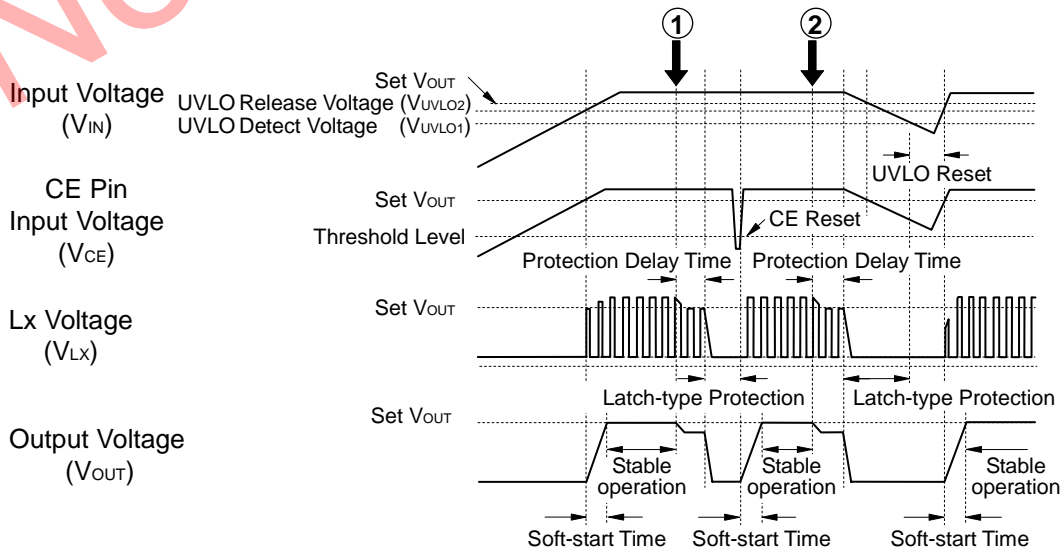 No
1 2
Set VOUT
Input Voltage
(VIN)
UVLO Release Voltage (VUVLO2)
UVLO Detect Voltage (VUVLO1)
UVLO Reset
CE Pin
Input Voltage
(VCE)
Set VOUT
Threshold Level
CE Reset
Protection Delay Time Protection Delay Time
Lx Voltage
(VLX)
Set VOUT
Latch-type Protection Latch-type Protection
Output Voltage
(VOUT)
Set VOUT
Stable
operation
Stable
operation
Stable
operation
Soft-start Time Soft-start Time Soft-start Time